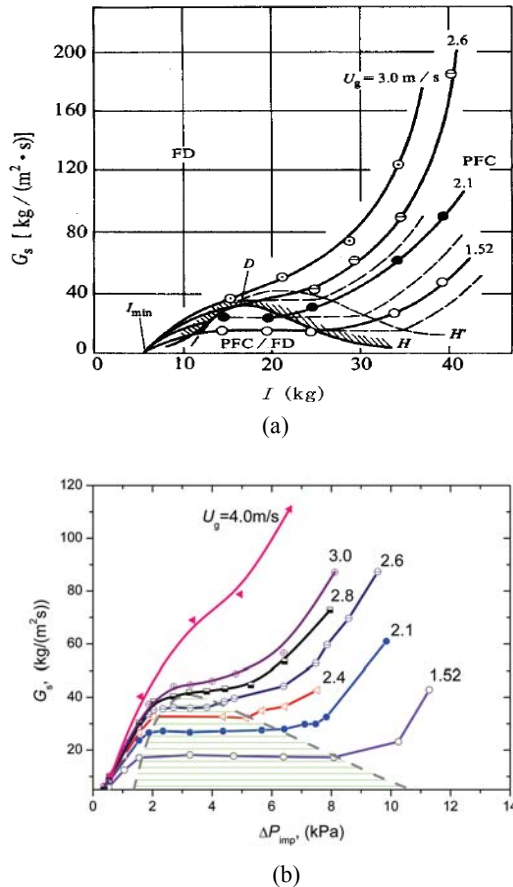 (a)
G_s [kg/(m²•s)]
200
180
120
80
40
0
0
10
20
30
40
I (kg)
U_g = 3.0 m/s
2.6
2.1
1.52
FD
PFC
D
I_min
PFC/FD
H
H'
(a)
G_s, (kg/(m²s))
120
100
80
60
40
20
0
2
4
6
8
10
12
14
ΔP_imp, (kPa)
U_g=4.0m/s
3.0
2.8
2.6
2.4
2.1
1.52
(b)